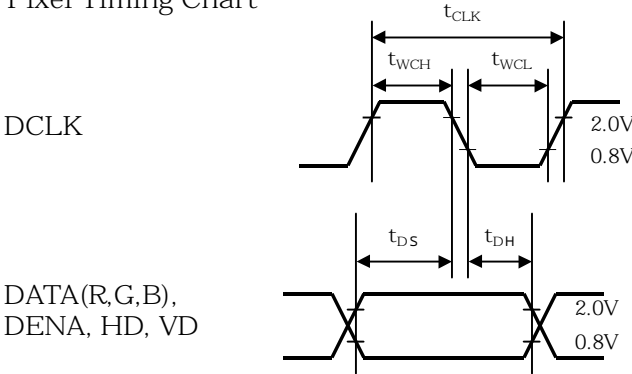 Pixel Timing Chart
tCLK
tWCH tWCL
DCLK
2.0V
0.8V
tDS tDH
DATA(R,G,B),
DENA, HD, VD
2.0V
0.8V